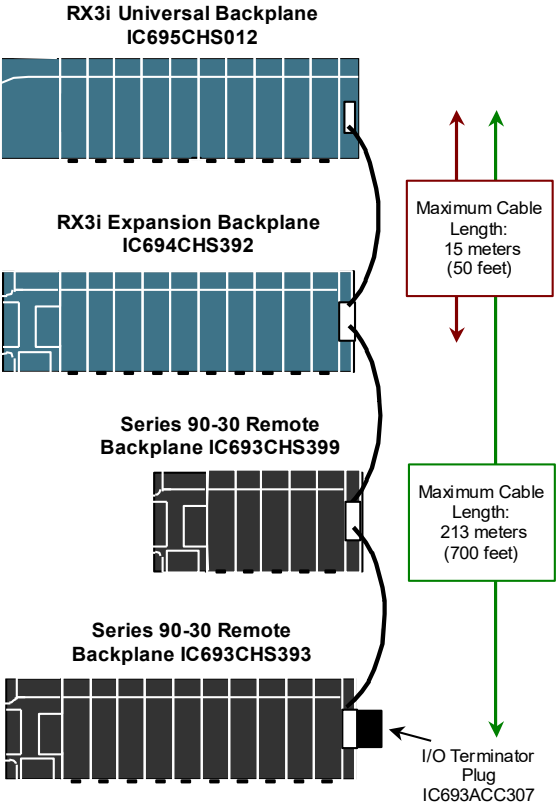 RX3i Universal Backplane
IC695CHS012
Maximum Cable
Length:
15 meters
(50 feet)
RX3i Expansion Backplane
IC694CHS392
Series 90-30 Remote
Backplane IC693CHS399
Maximum Cable
Length:
213 meters
(700 feet)
Series 90-30 Remote
Backplane IC693CHS393
I/O Terminator
Plug
IC693ACC307